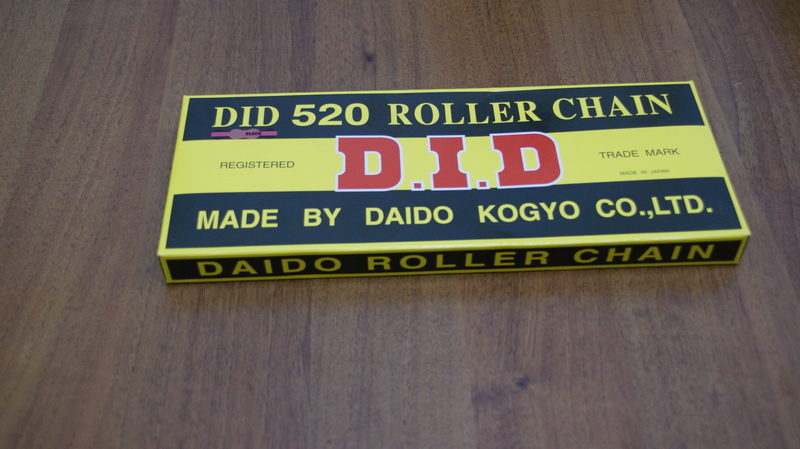 DID 520 ROLLER CHAIN
REGISTERED
D.I.D
TRADE MARK
MADE IN JAPAN
MADE BY DAIDO KOGYO CO.,LTD.
DAIDO ROLLER CHAIN